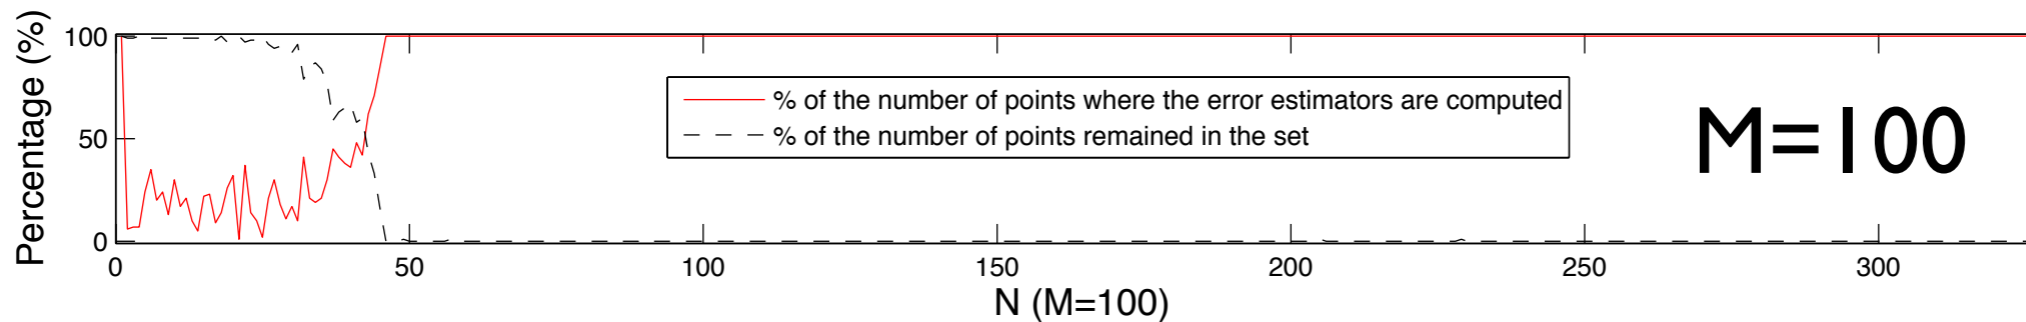 Percentage (%)
100
50
0
% of the number of points where the error estimators are computed
% of the number of points remained in the set
M=100
0 50 100 150 200 250 300
N (M=100)